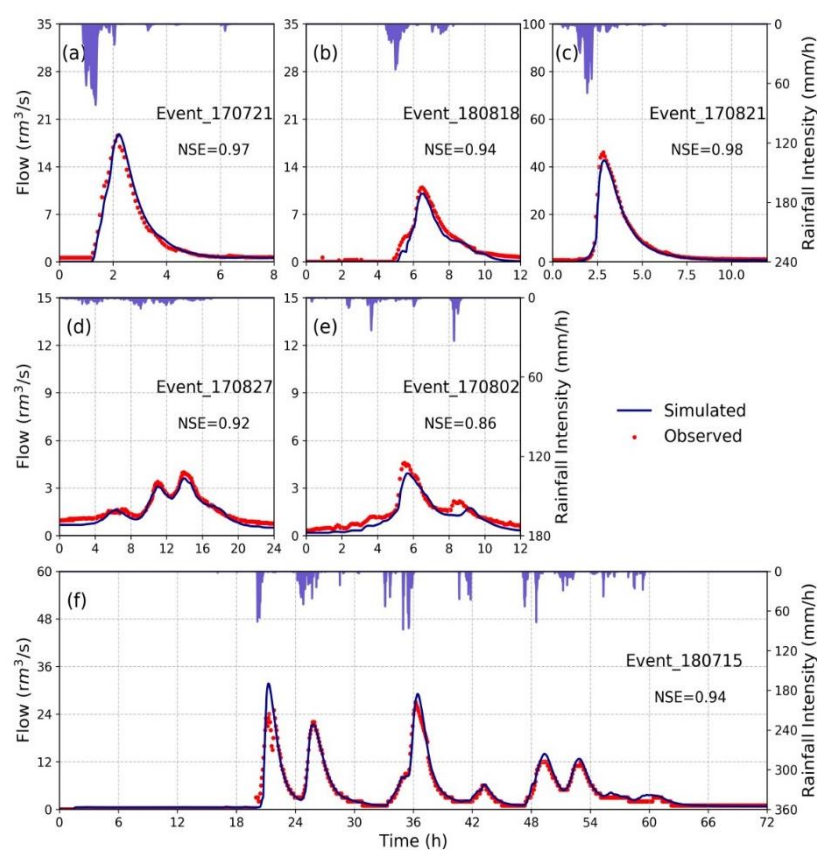 35 28 21 14 7 0
Flow (rm³/s)
(a)
Event_170721
NSE=0.97
0 2 4 6 8
35 28 21 14 7 0
(b)
Event_180818
NSE=0.94
0 2 4 6 8 10 12
100 80 60 40 20 0
(c)
Event_170821
NSE=0.98
0.0 2.5 5.0 7.5 10.0
0 60 120 180 240
Rainfall Intensity (mm/h)
15 12 9 6 3 0
Flow (rm³/s)
(d)
Event_170827
NSE=0.92
0 4 8 12 16 20 24
15 12 9 6 3 0
(e)
Event_170802
NSE=0.86
0 2 4 6 8 10 12
0 60 120 180
Rainfall Intensity (mm/h)
Simulated
Observed
60 48 36 24 12 0
Flow (rm³/s)
(f)
Event_180715
NSE=0.94
0 6 12 18 24 30 36 42 48 54 60 66 72
Time (h)
0 60 120 180 240 300 360
Rainfall Intensity (mm/h)